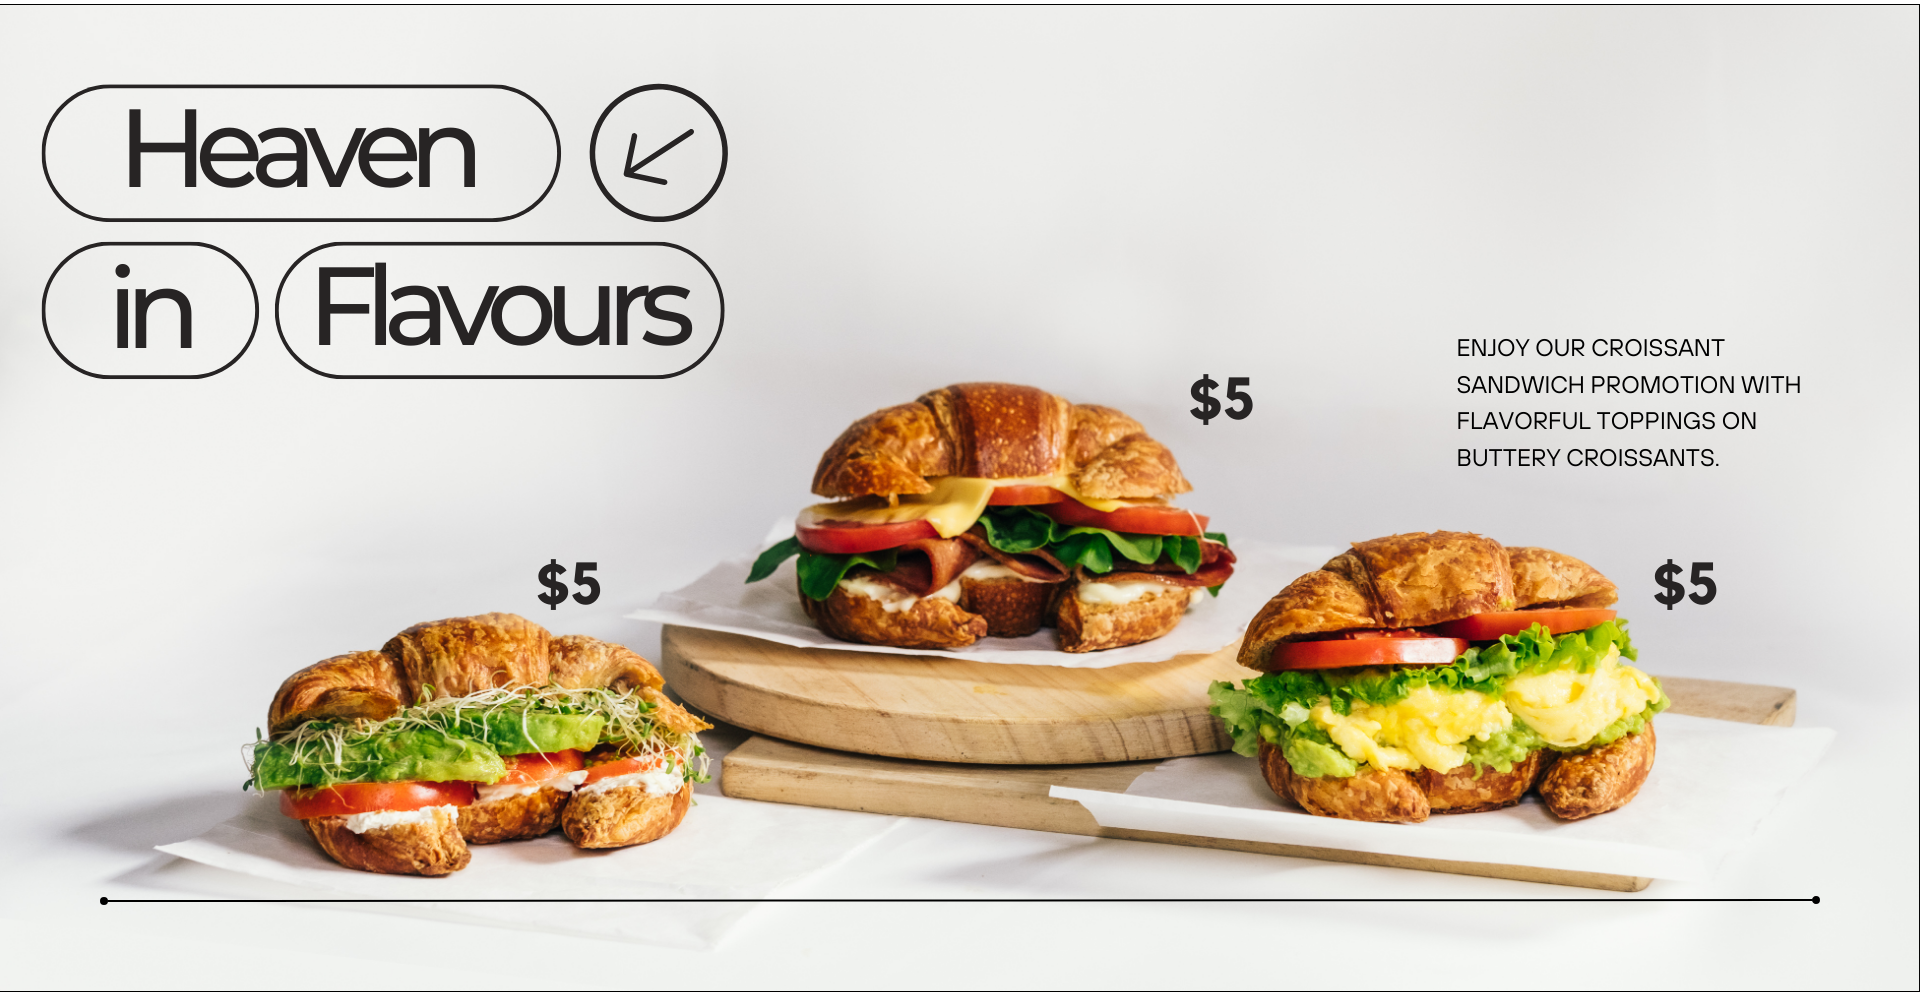 Heaven
in Flavours
ENJOY OUR CROISSANT
SANDWICH PROMOTION WITH
FLAVORFUL TOPPINGS ON
BUTTERY CROISSANTS.
$5
$5
$5